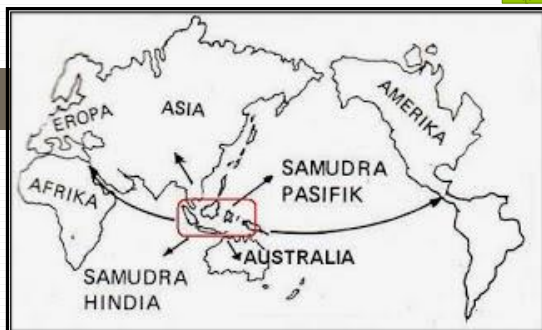 EROPA
ASIA
AMERIKA
AFRIKA
SAMUDRA
PASIFIK
AUSTRALIA
SAMUDRA
HINDIA